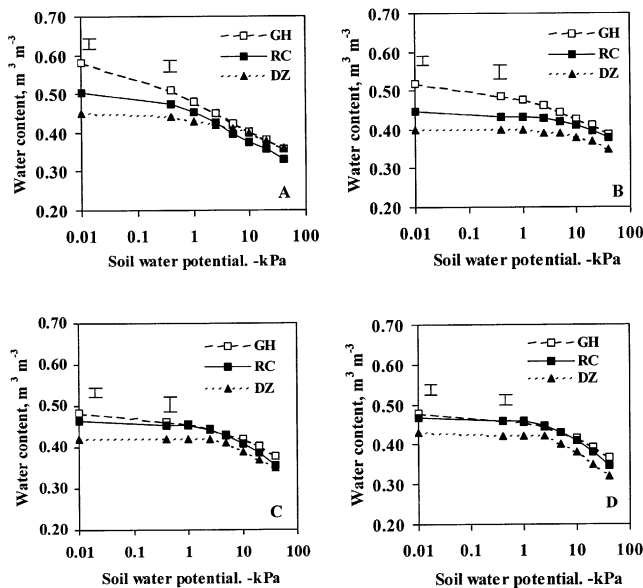 0.70
0.60
0.50
0.40
0.30
0.20
Water content, m³ m⁻³
GH
RC
DZ
A
0.01 0.1 1 10 100
Soil water potential. -kPa
0.70
0.60
0.50
0.40
0.30
0.20
Water content, m³ m⁻³
GH
RC
DZ
B
0.01 0.1 1 10 100
Soil water potential. -kPa
0.70
0.60
0.50
0.40
0.30
0.20
Water content, m³ m⁻³
GH
RC
DZ
C
0.01 0.1 1 10 100
Soil water potential. -kPa
0.70
0.60
0.50
0.40
0.30
0.20
Water content, m³ m⁻³
GH
RC
DZ
D
0.01 0.1 1 10 100
Soil water potential. -kPa